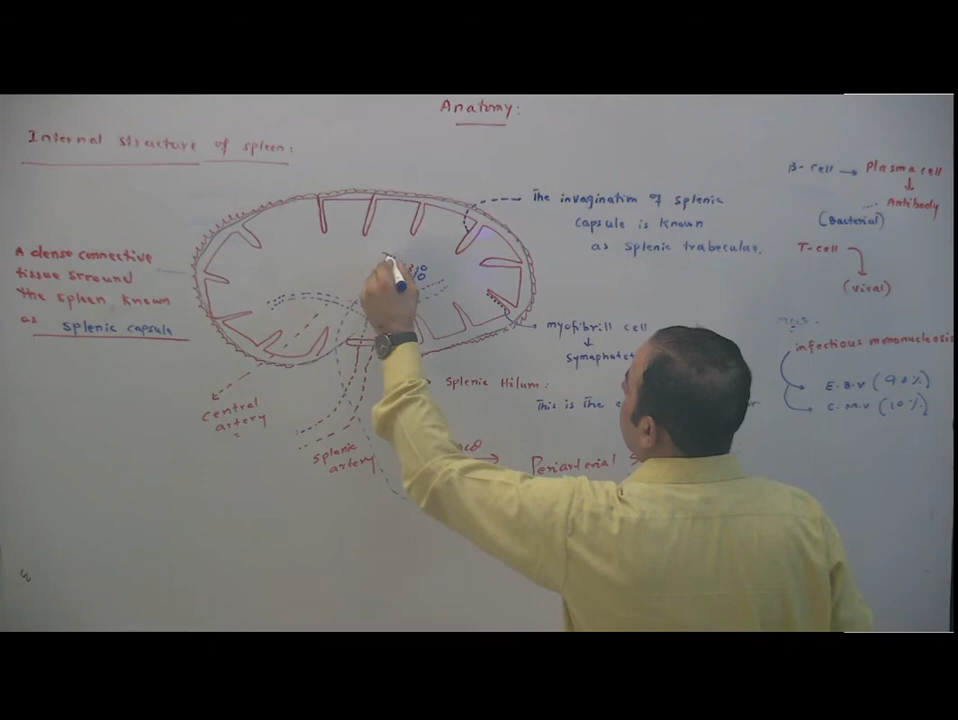 Anatomy:
Internal structure of spleen:
A dense connective
tissue sround
the spleen known
as splenic capsule
The invagination of splenic
capsule is known
as splenic trabeculae.
myofibrill cell
Symaphatet
Splenic Hilum:
This is the
central
artery
splenic
artery
Periarterial
B-cell → Plasma cell
Antibody
(Bacterial)
T-cell
(viral)
infectious mononucleosis
E.B.V (90%)
C.M.V (10%)